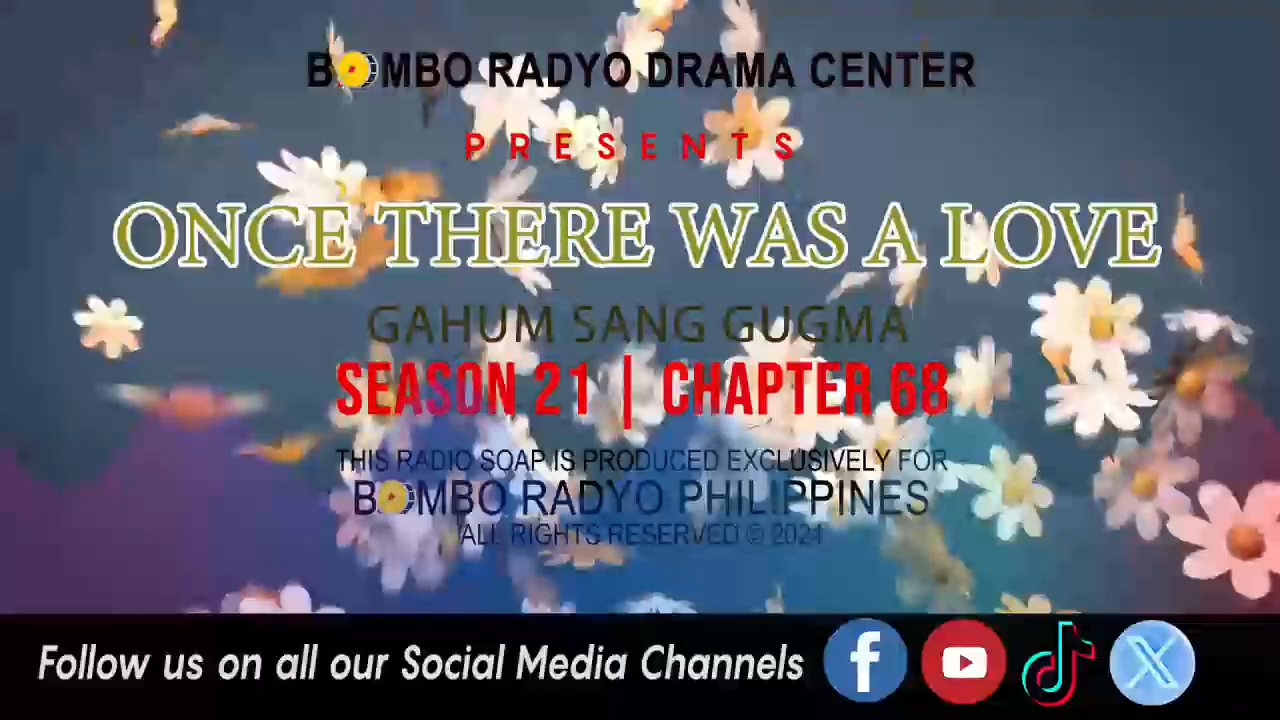 BOMBO RADYO DRAMA CENTER
PRESENTS
ONCE THERE WAS A LOVE
GAHUM SANG GUGMA
SEASON 21 | CHAPTER 68
THIS RADIO SOAP IS PRODUCED EXCLUSIVELY FOR
BOMBO RADYO PHILIPPINES
ALL RIGHTS RESERVED © 2024
Follow us on all our Social Media Channels